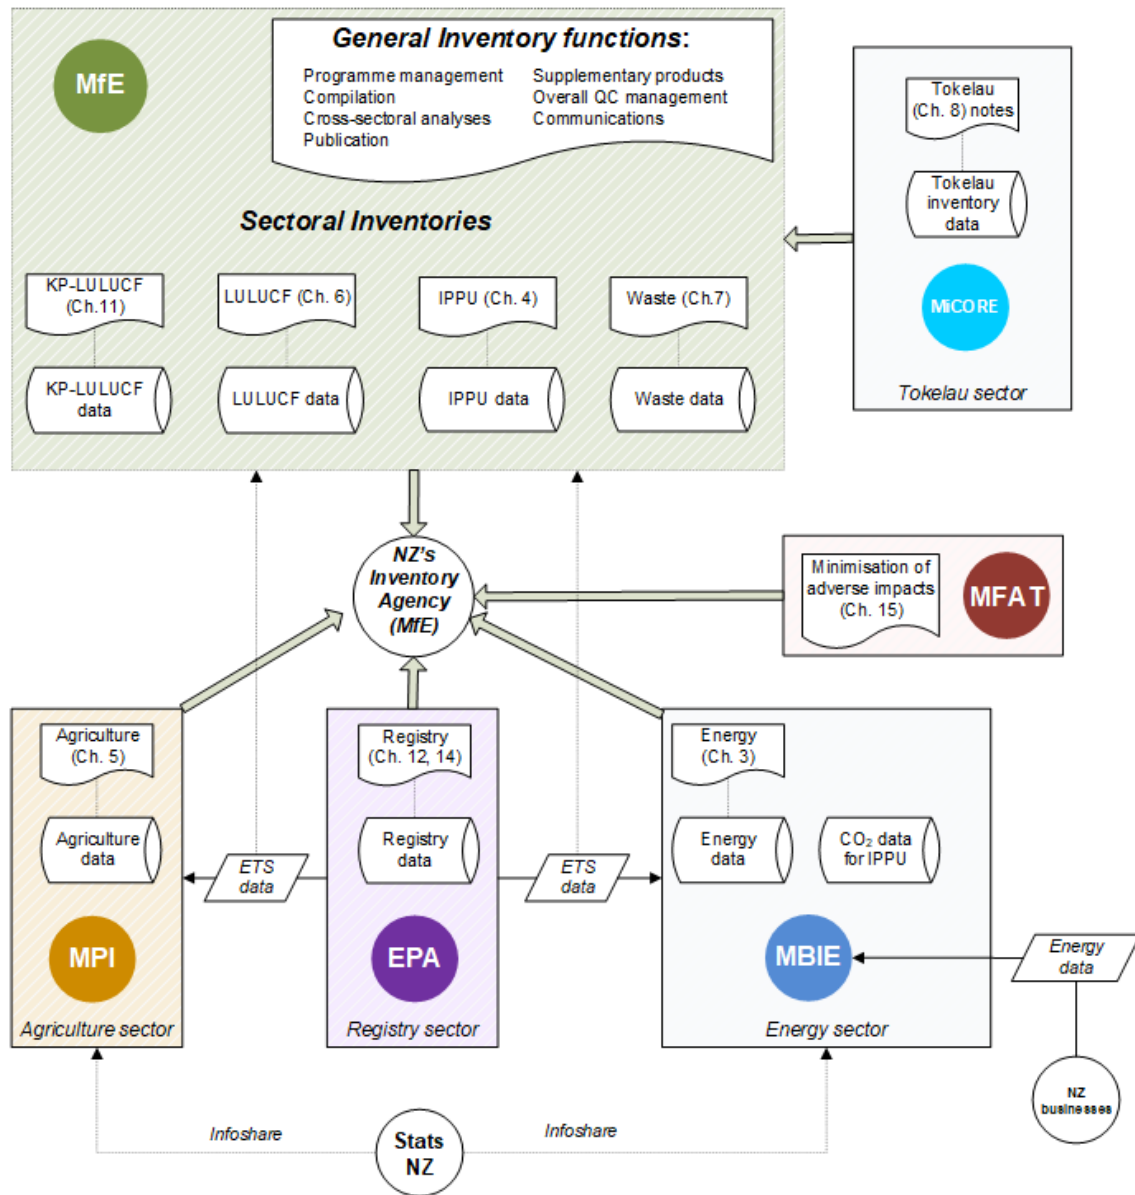 General Inventory functions:
MfE
Programme management
Compilation
Cross-sectoral analyses
Publication
Supplementary products
Overall QC management
Communications
Tokelau
(Ch. 8) notes
Tokelau
inventory
data
MiCORE
Tokelau sector
Sectoral Inventories
KP-LULUCF
(Ch.11)
LULUCF (Ch. 6)
IPPU (Ch. 4)
Waste (Ch.7)
KP-LULUCF
data
LULUCF data
IPPU data
Waste data
NZ's
Inventory
Agency
(MfE)
Minimisation of
adverse impacts
(Ch. 15)
MFAT
Agriculture
(Ch. 5)
Agriculture
data
MPI
Agriculture sector
ETS
data
Registry
(Ch. 12, 14)
Registry
data
EPA
Registry sector
ETS
data
Energy
(Ch. 3)
Energy
data
CO₂ data
for IPPU
MBIE
Energy sector
Energy
data
NZ
businesses
Infoshare
Stats
NZ
Infoshare